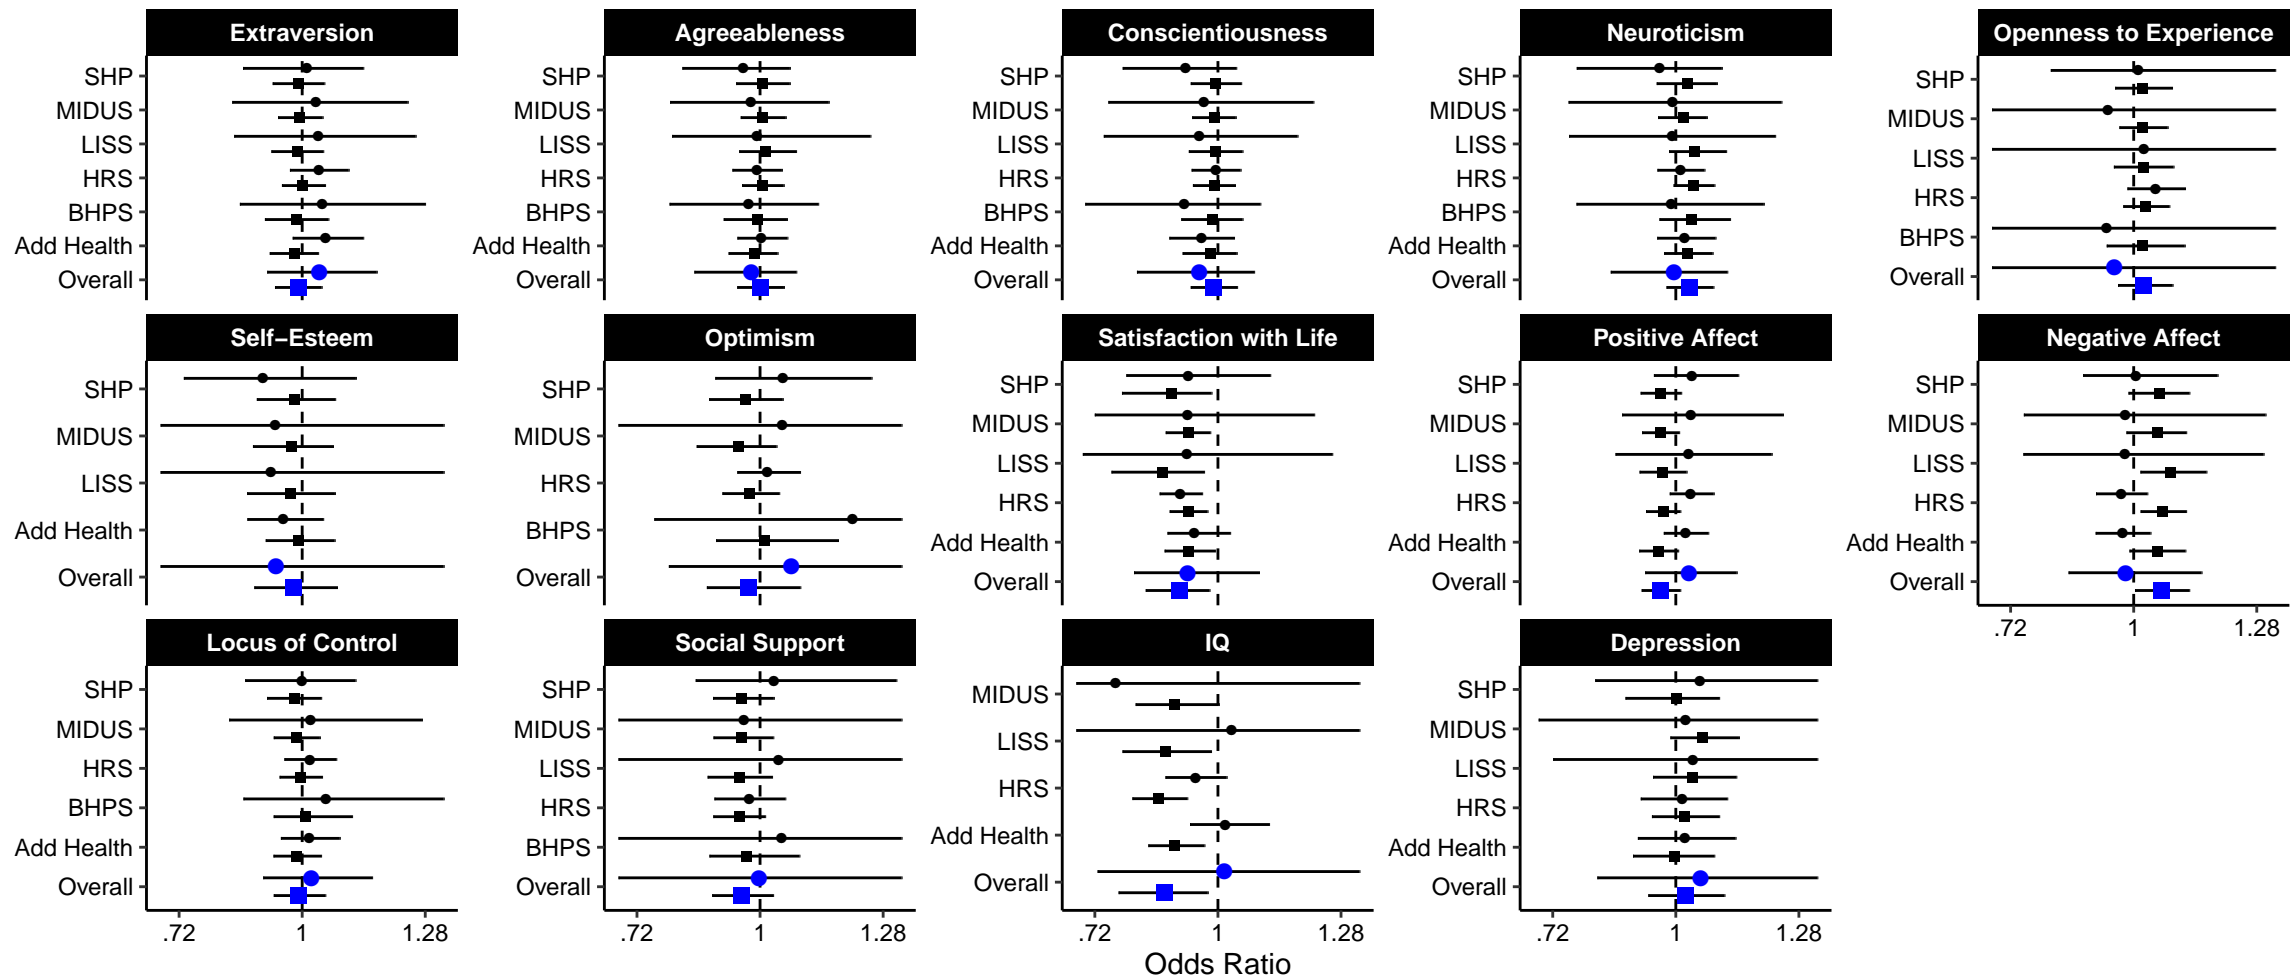 Extraversion
SHP
MIDUS
LISS
HRS
BHPS
Add Health
Overall
Agreeableness
SHP
MIDUS
LISS
HRS
BHPS
Add Health
Overall
Conscientiousness
SHP
MIDUS
LISS
HRS
BHPS
Add Health
Overall
Neuroticism
SHP
MIDUS
LISS
HRS
BHPS
Add Health
Overall
Openness to Experience
SHP
MIDUS
LISS
HRS
BHPS
Overall
Self−Esteem
SHP
MIDUS
LISS
Add Health
Overall
Optimism
SHP
MIDUS
HRS
BHPS
Overall
Satisfaction with Life
SHP
MIDUS
LISS
HRS
Add Health
Overall
Positive Affect
SHP
MIDUS
LISS
HRS
Add Health
Overall
Negative Affect
SHP
MIDUS
LISS
HRS
Add Health
Overall
.72 1 1.28
Locus of Control
SHP
MIDUS
HRS
BHPS
Add Health
Overall
.72 1 1.28
Social Support
SHP
MIDUS
LISS
HRS
BHPS
Overall
.72 1 1.28
IQ
MIDUS
LISS
HRS
Add Health
Overall
.72 1 1.28
Depression
SHP
MIDUS
LISS
HRS
Add Health
Overall
.72 1 1.28
Odds Ratio